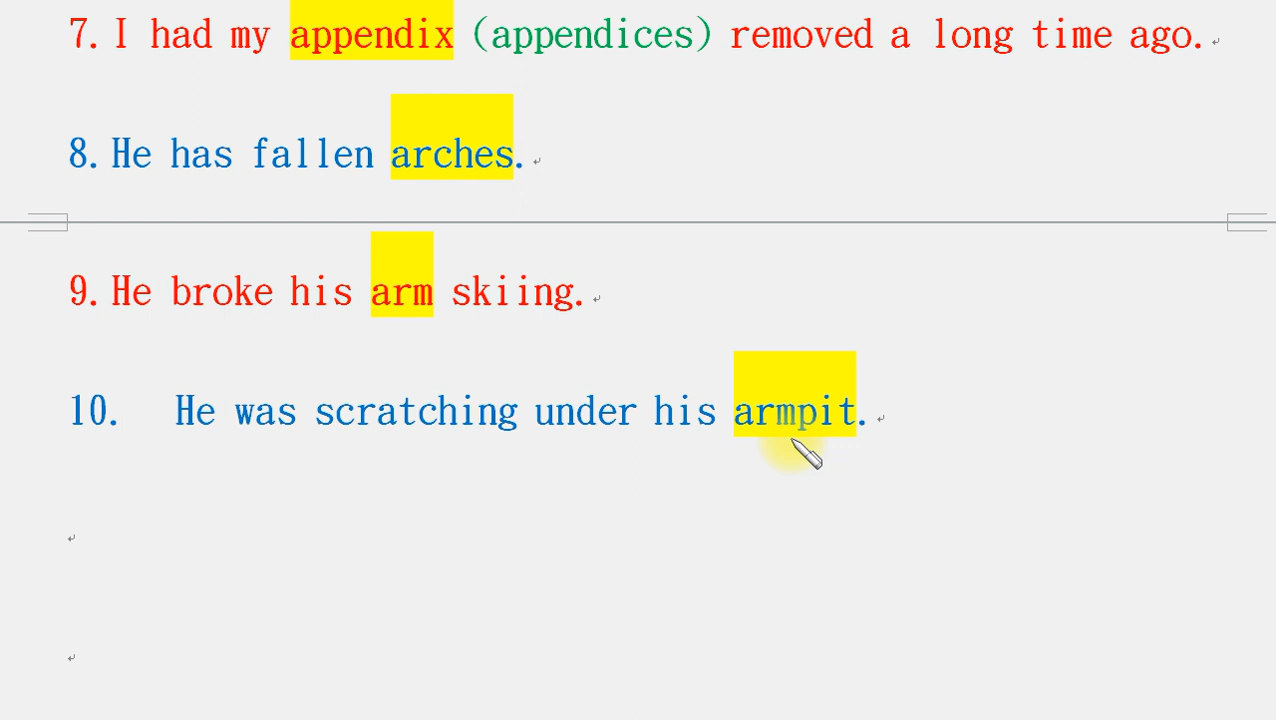 7. I had my appendix (appendices) removed a long time ago.
8. He has fallen arches.
9. He broke his arm skiing.
10. He was scratching under his armpit.